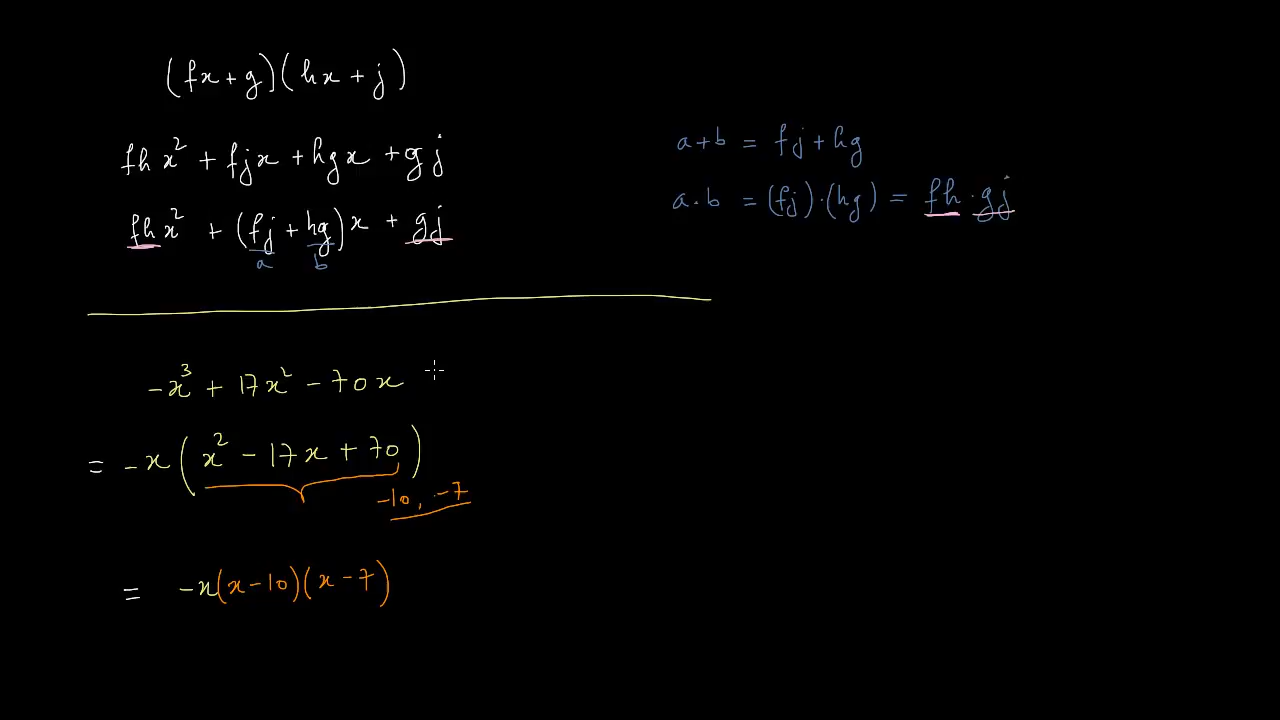 (fx + g)(hx + j)
fhx² + fjx + hgx + gj
fhx² + (fj + hg)x + gj
a b
a + b = fj + hg
a · b = (fj) · (hg) = fh · gj
-x³ + 17x² - 70x
= -x(x² - 17x + 70)
-10, -7
= -x(x - 10)(x - 7)